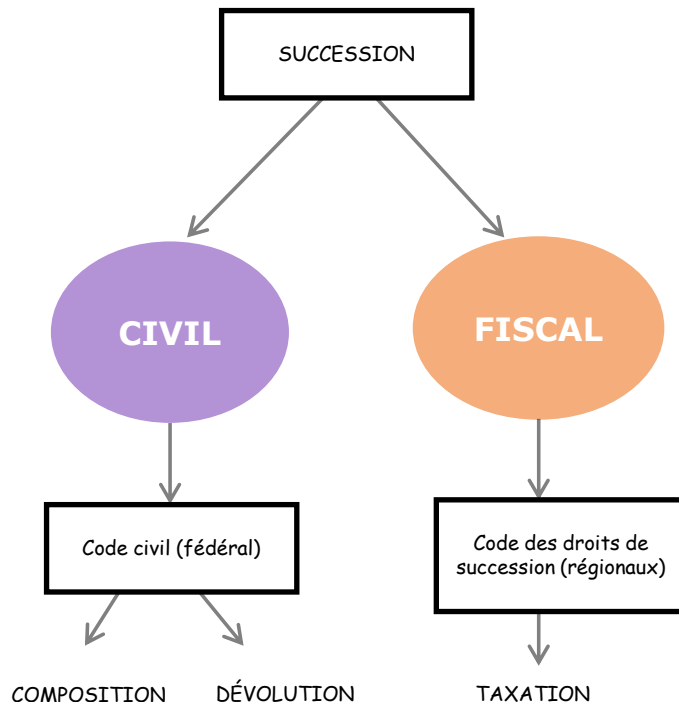 SUCCESSION
CIVIL
FISCAL
Code civil (fédéral)
Code des droits de
succession (régionaux)
COMPOSITION
DÉVOLUTION
TAXATION